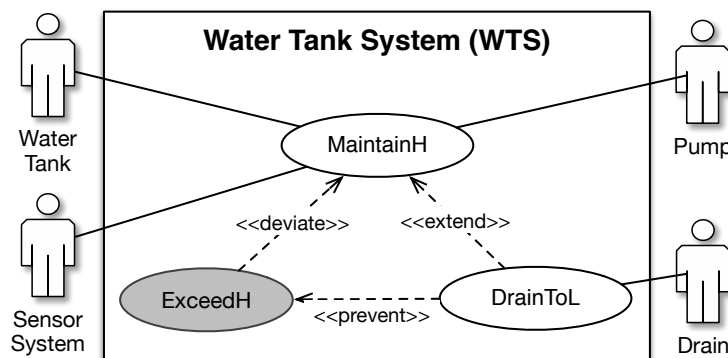 Water Tank System (WTS)
Water
Tank
MaintainH
Pump
<<deviate>>
<<extend>>
ExceedH
<<prevent>>
DrainToL
Sensor
System
Drain